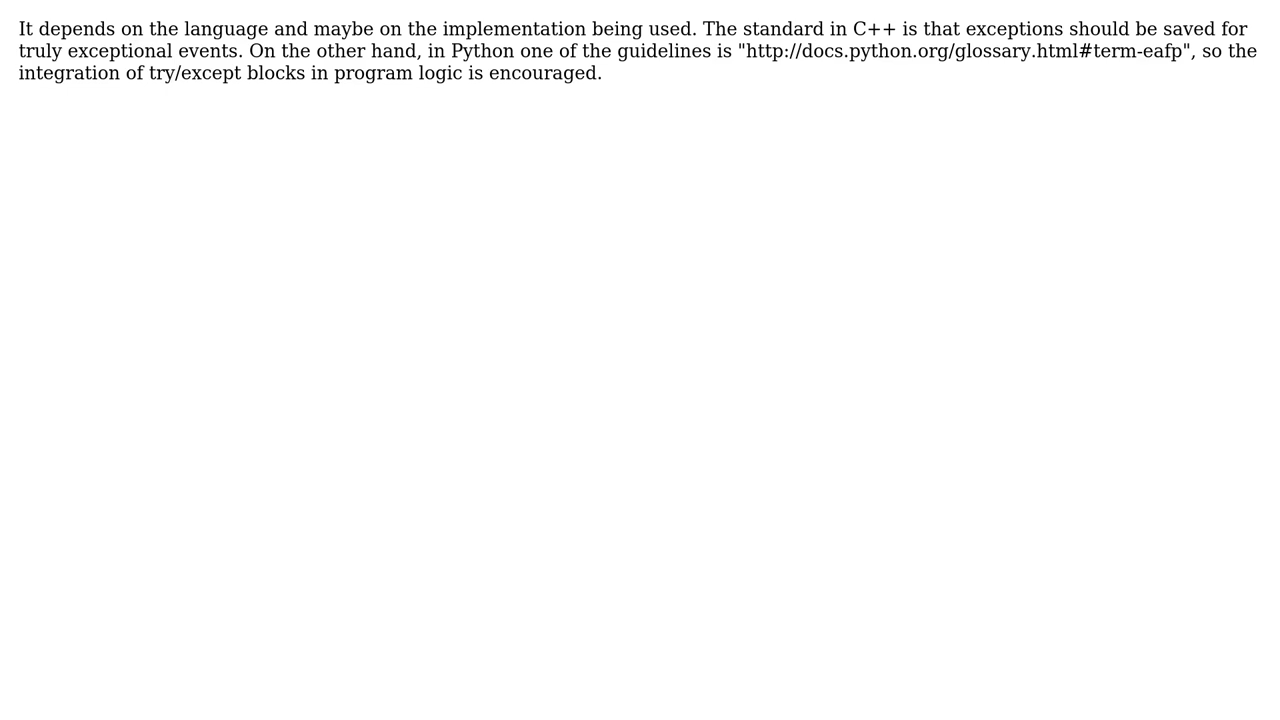 It depends on the language and maybe on the implementation being used. The standard in C++ is that exceptions should be saved for
truly exceptional events. On the other hand, in Python one of the guidelines is "http://docs.python.org/glossary.html#term-eafp", so the
integration of try/except blocks in program logic is encouraged.